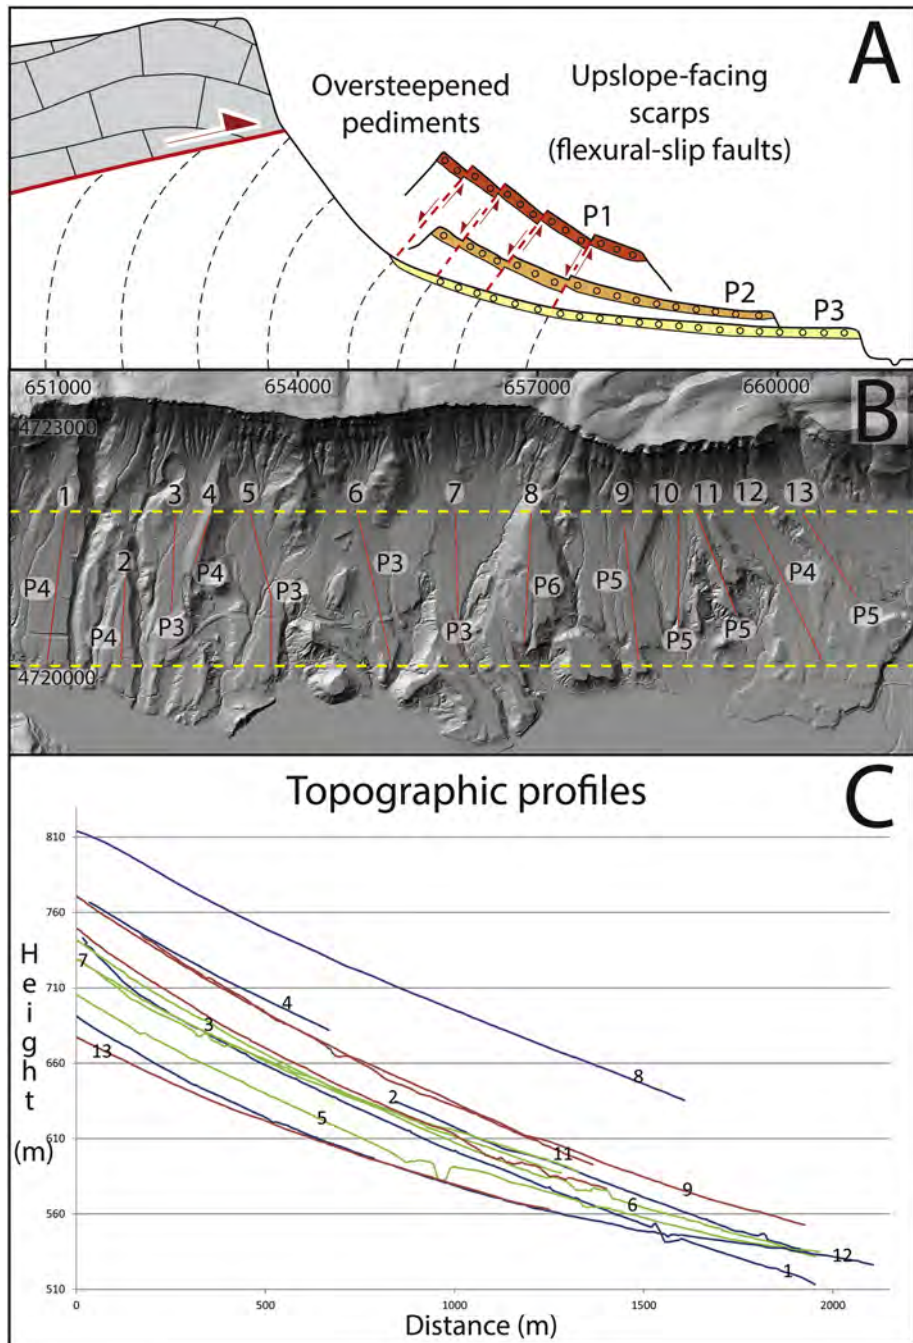 A
Oversteepened
pediments
Upslope-facing
scarps
(flexural-slip faults)
P1
P2
P3
651000 654000 657000 660000
B
4723000
1 3 4 5 6 7 8 9 10 11 12 13
2
P4 P4 P3 P6 P5 P4
P4 P3 P3 P3 P5 P5 P5
4720000
C
Topographic profiles
810
760
710
660
610
560
510
Height
(m)
7
4
3
13
8
2
5
11
9
6
12
1
0 500 1000 1500 2000
Distance (m)